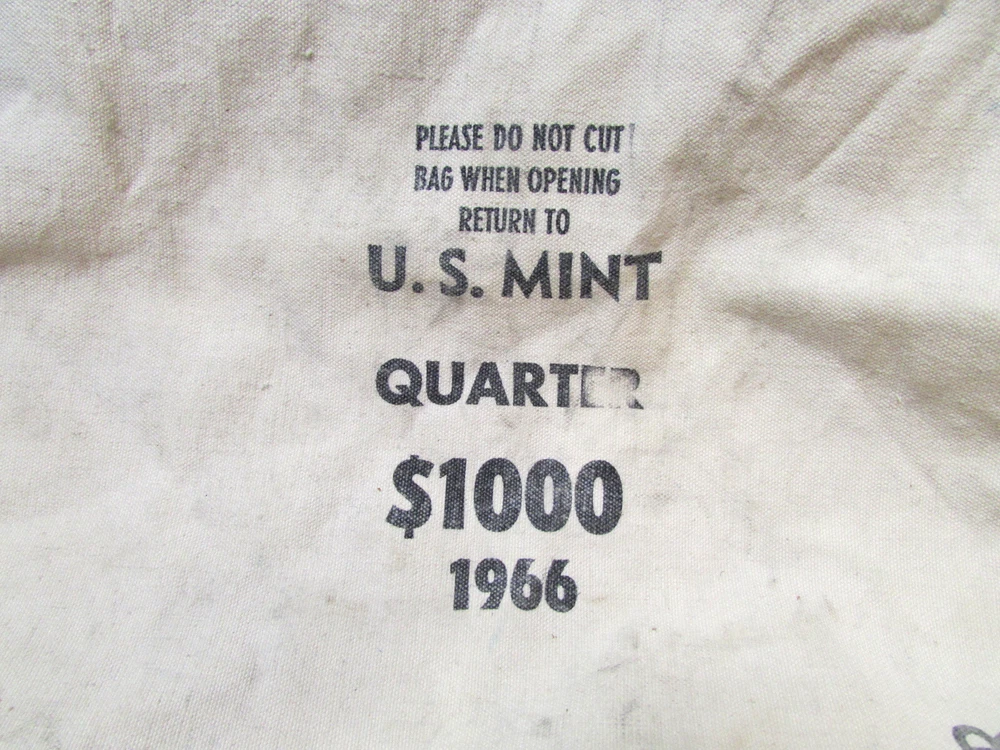 PLEASE DO NOT CUT
BAG WHEN OPENING
RETURN TO
U. S. MINT
QUARTER
$1000
1966